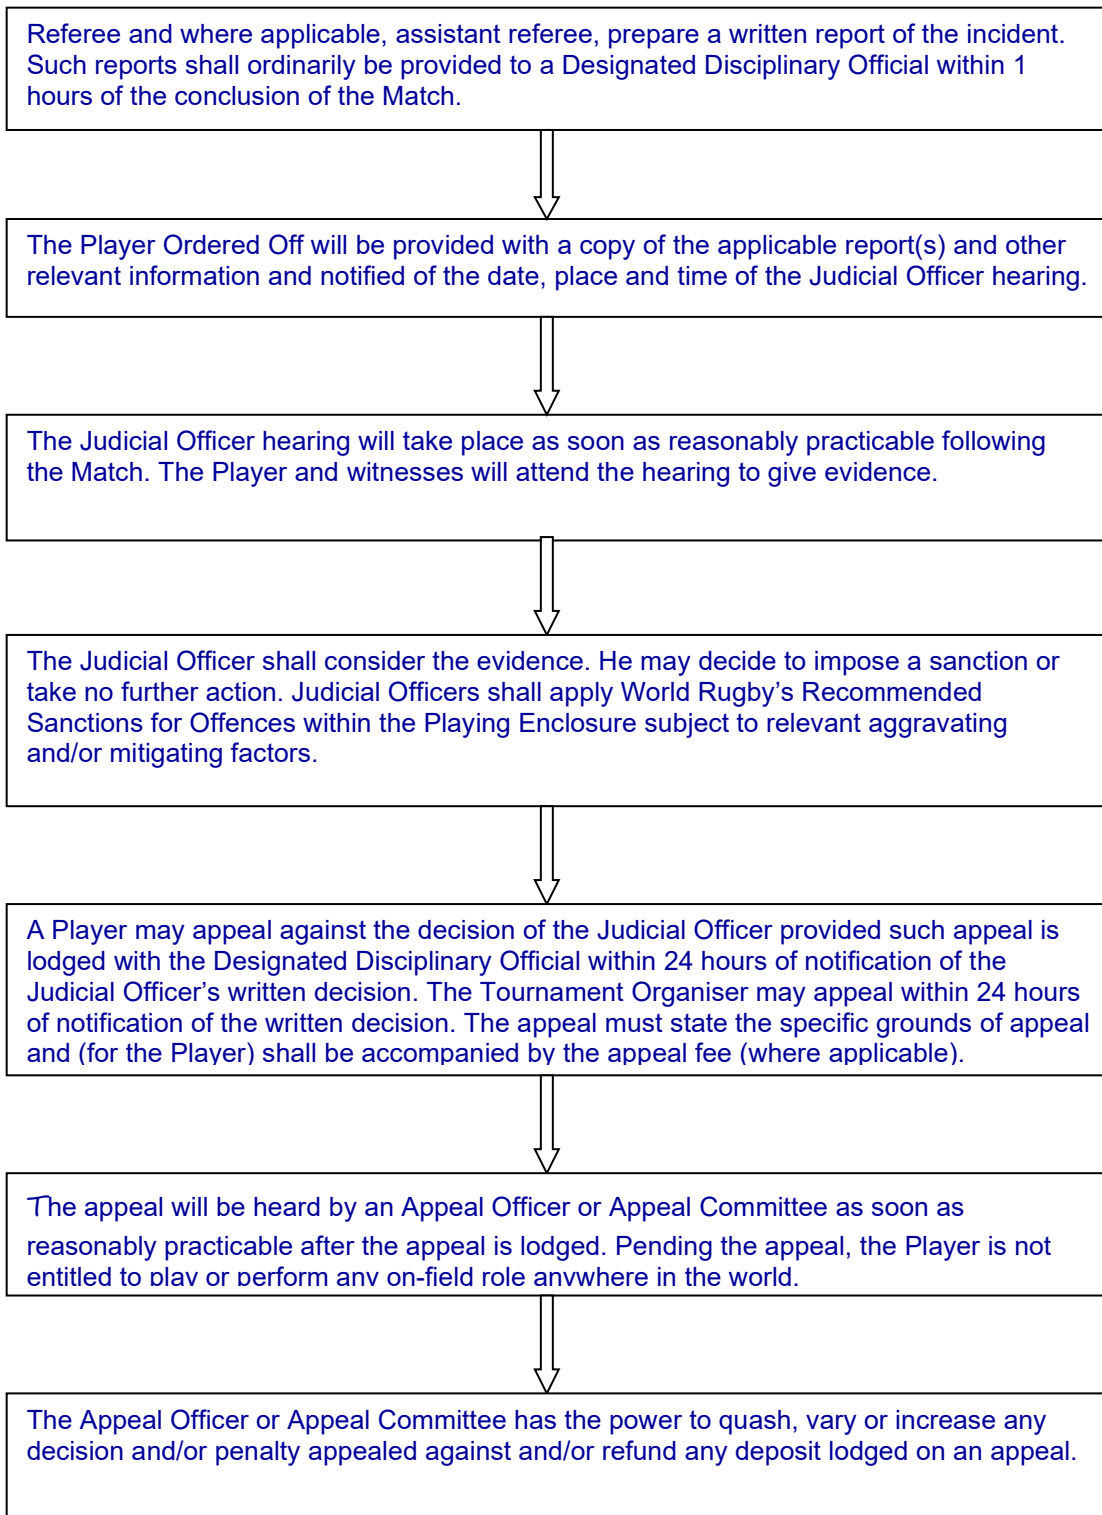 Referee and where applicable, assistant referee, prepare a written report of the incident.
Such reports shall ordinarily be provided to a Designated Disciplinary Official within 1
hours of the conclusion of the Match.
The Player Ordered Off will be provided with a copy of the applicable report(s) and other
relevant information and notified of the date, place and time of the Judicial Officer hearing.
The Judicial Officer hearing will take place as soon as reasonably practicable following
the Match. The Player and witnesses will attend the hearing to give evidence.
The Judicial Officer shall consider the evidence. He may decide to impose a sanction or
take no further action. Judicial Officers shall apply World Rugby's Recommended
Sanctions for Offences within the Playing Enclosure subject to relevant aggravating
and/or mitigating factors.
A Player may appeal against the decision of the Judicial Officer provided such appeal is
lodged with the Designated Disciplinary Official within 24 hours of notification of the
Judicial Officer's written decision. The Tournament Organiser may appeal within 24 hours
of notification of the written decision. The appeal must state the specific grounds of appeal
and (for the Player) shall be accompanied by the appeal fee (where applicable).
The appeal will be heard by an Appeal Officer or Appeal Committee as soon as
reasonably practicable after the appeal is lodged. Pending the appeal, the Player is not
entitled to play or perform any on-field role anywhere in the world.
The Appeal Officer or Appeal Committee has the power to quash, vary or increase any
decision and/or penalty appealed against and/or refund any deposit lodged on an appeal.